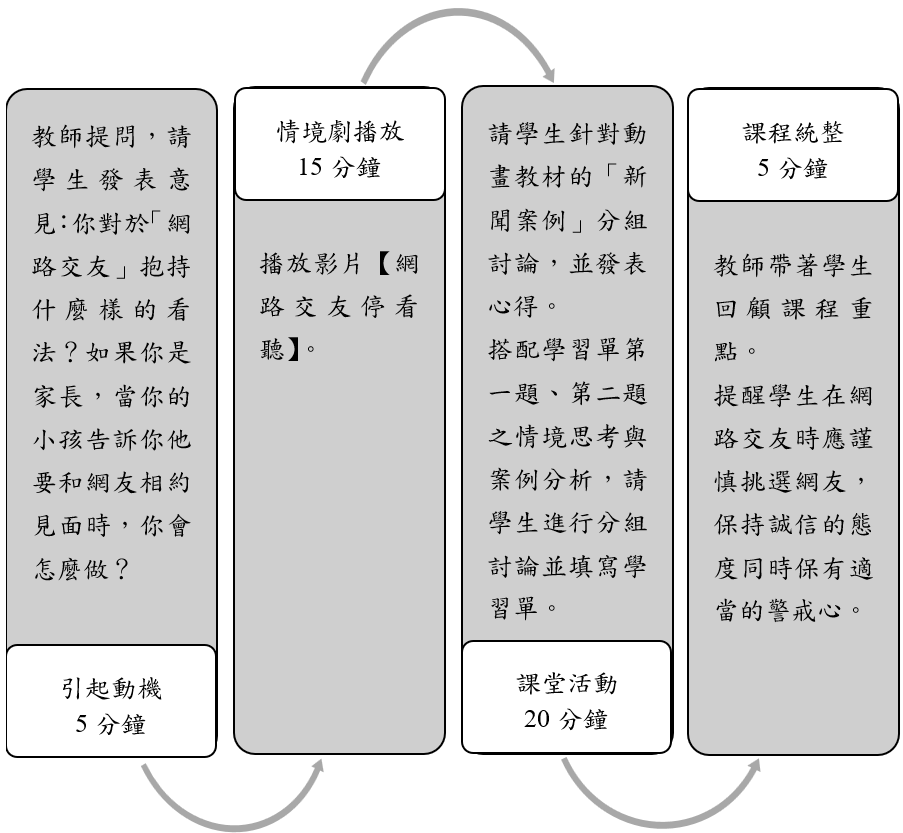 教師提問，請
學生發表意
見：你對於「網
路交友」抱持
什麼樣的看
法？如果你是
家長，當你的
小孩告訴你他
要和網友相約
見面時，你會
怎麼做？
引起動機
5 分鐘
情境劇播放
15 分鐘
播放影片【網
路交友停看
聽】。
請學生針對動
畫教材的「新
聞案例」分組
討論，並發表
心得。
搭配學習單第
一題、第二題
之情境思考與
案例分析，請
學生進行分組
討論並填寫學
習單。
課堂活動
20 分鐘
課程統整
5 分鐘
教師帶著學生
回顧課程重
點。
提醒學生在網
路交友時應謹
慎挑選網友，
保持誠信的態
度同時保有適
當的警戒心。